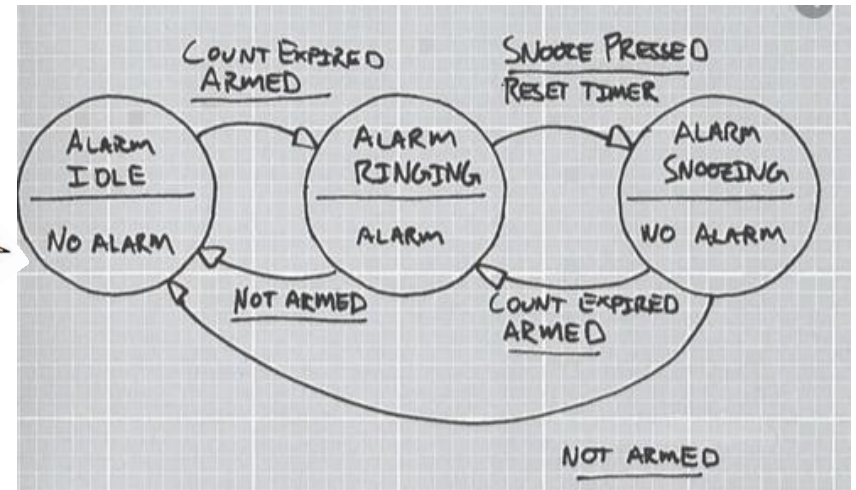 COUNT EXPIRED
ARMED
SNOOZE PRESSED
RESET TIMER
ALARM
IDLE
NO ALARM
ALARM
RINGING
ALARM
ALARM
SNOOZING
NO ALARM
NOT ARMED
COUNT EXPIRED
ARMED
NOT ARMED